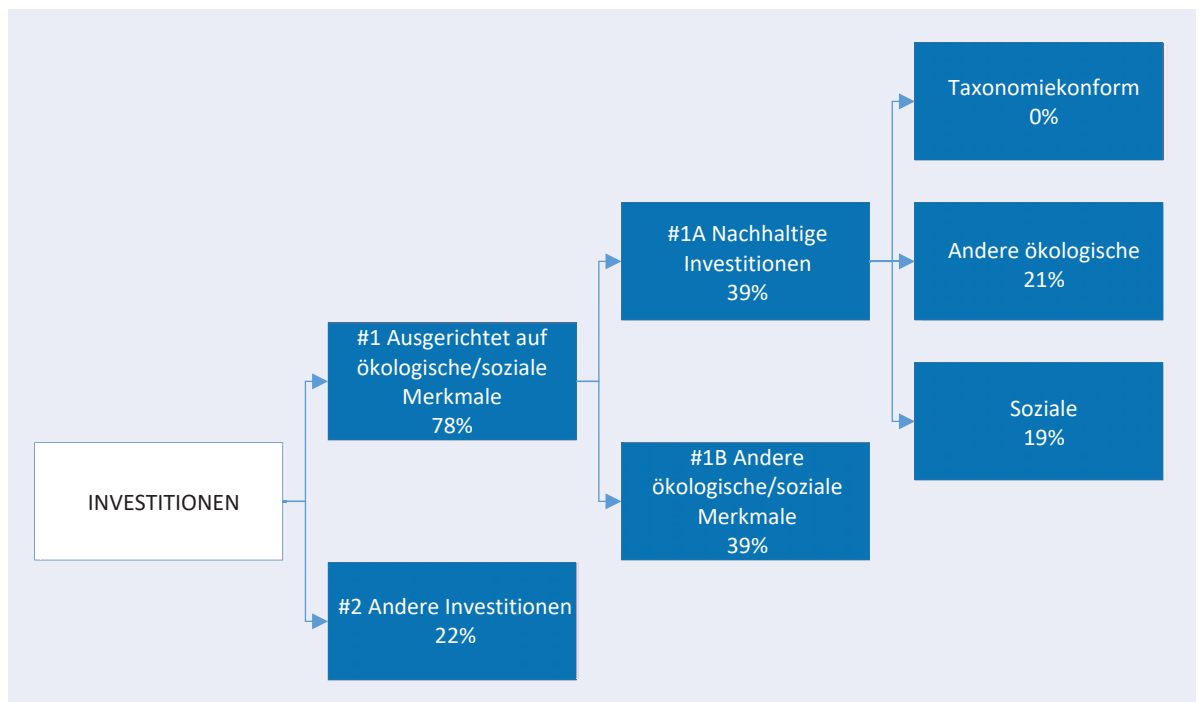 INVESTITIONEN
#1 Ausgerichtet auf
ökologische/soziale
Merkmale
78%
#2 Andere Investitionen
22%
#1A Nachhaltige
Investitionen
39%
#1B Andere
ökologische/soziale
Merkmale
39%
Taxonomiekonform
0%
Andere ökologische
21%
Soziale
19%